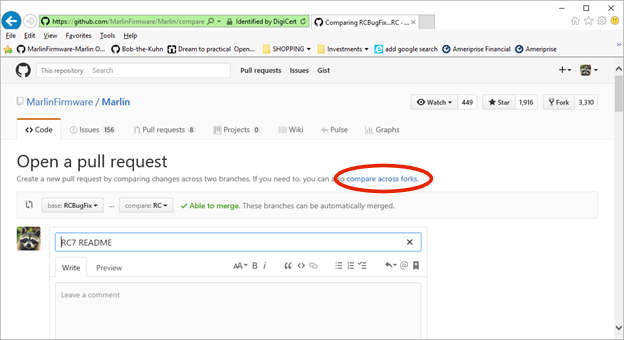 https://github.com/MarlinFirmware/Marlin/compare
Identified by DigiCert
Comparing RCBugFix...RC - ...
File Edit View Favorites Tools Help
MarlinFirmware-Marlin O... Bob-the-Kuhn Dream to practical Open... SHOPPING Investments add google search Ameriprise Financial Ameriprise
This repository Search Pull requests Issues Gist
MarlinFirmware / Marlin Watch 449 Star 1,916 Fork 3,310
Code Issues 156 Pull requests 8 Projects 0 Wiki Pulse Graphs
Open a pull request
Create a new pull request by comparing changes across two branches. If you need to, you can also compare across forks.
base: RCBugFix ... compare: RC Able to merge. These branches can be automatically merged.
RC7 README
Write Preview AA B i
Leave a comment